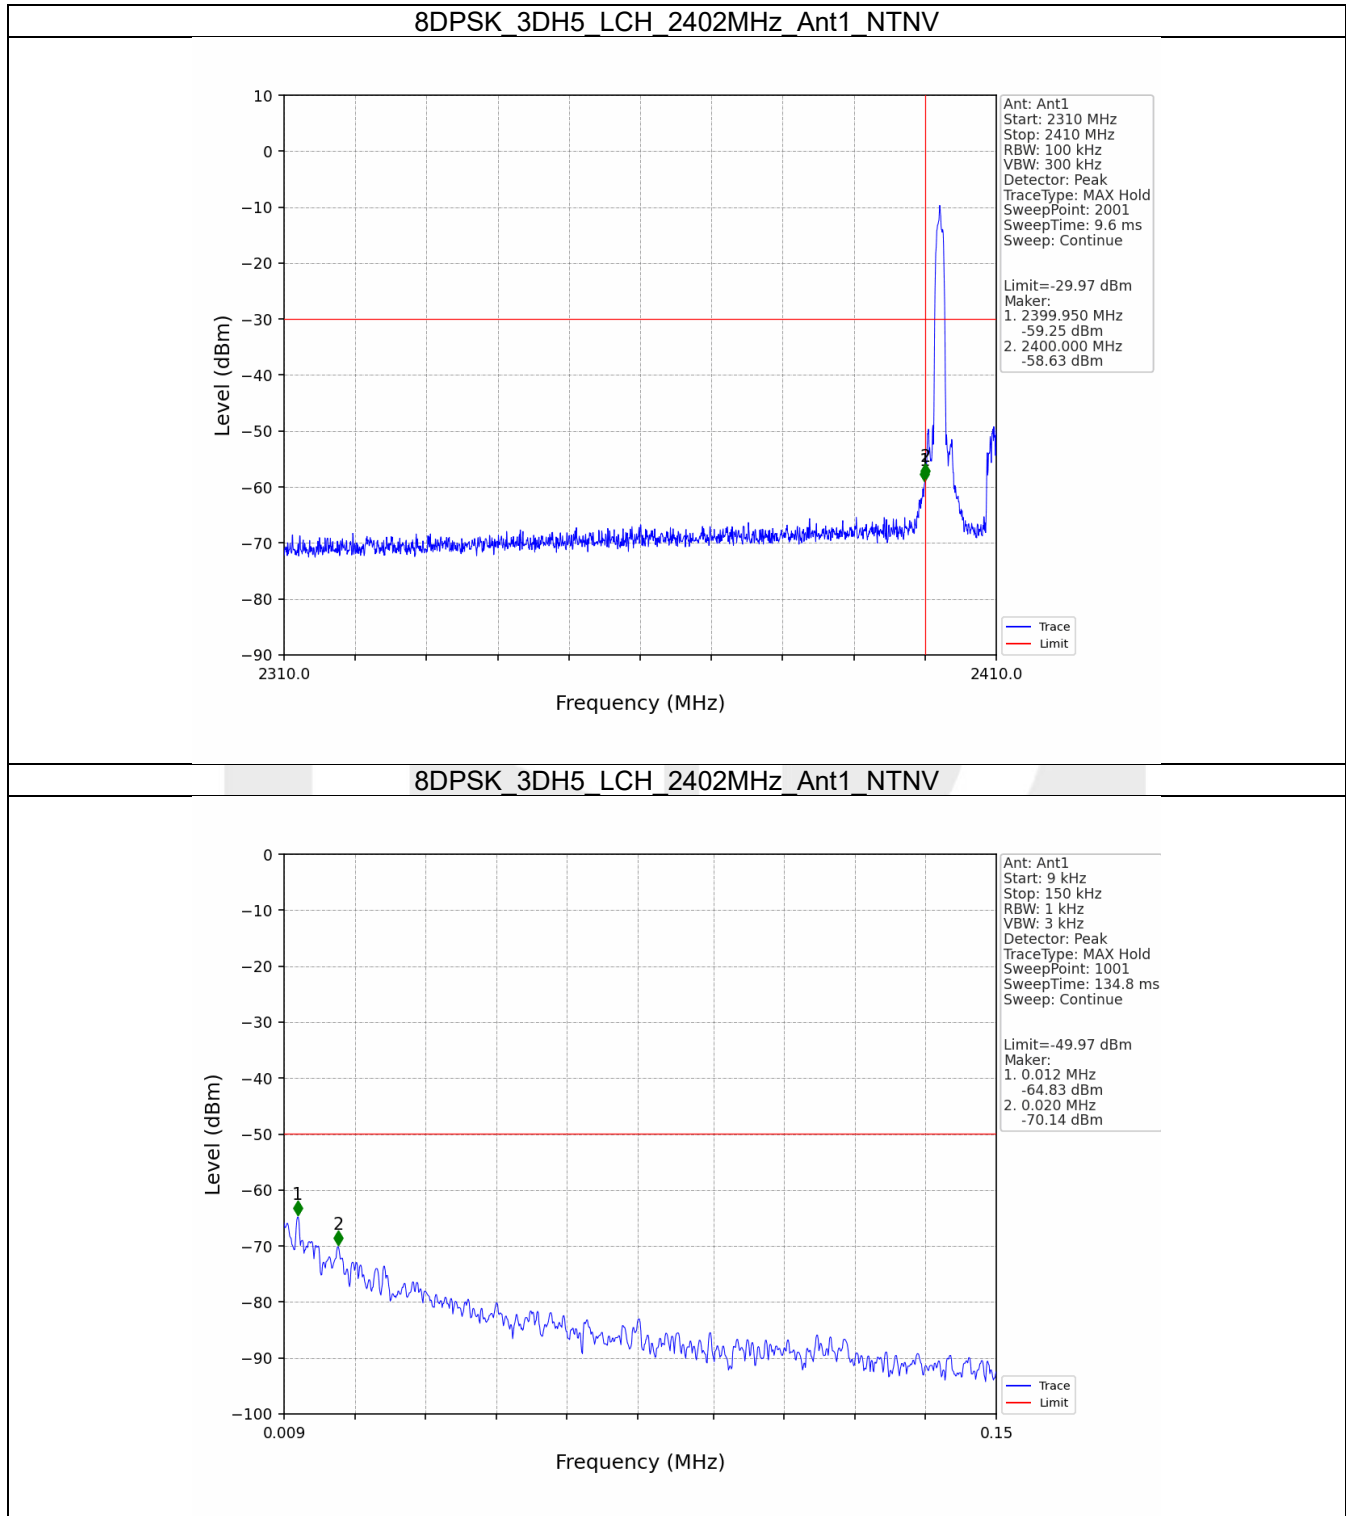 8DPSK_3DH5_LCH_2402MHz_Ant1_NTNV
10
0
−10
−20
−30
−40
−50
−60
−70
−80
−90
Level (dBm)
2310.0
2410.0
Frequency (MHz)
2
Ant: Ant1
Start: 2310 MHz
Stop: 2410 MHz
RBW: 100 kHz
VBW: 300 kHz
Detector: Peak
TraceType: MAX Hold
SweepPoint: 2001
SweepTime: 9.6 ms
Sweep: Continue
Limit=-29.97 dBm
Maker:
1. 2399.950 MHz
-59.25 dBm
2. 2400.000 MHz
-58.63 dBm
Trace
Limit
8DPSK_3DH5_LCH_2402MHz_Ant1_NTNV
0
−10
−20
−30
−40
−50
−60
−70
−80
−90
−100
Level (dBm)
0.009
0.15
Frequency (MHz)
1
2
Ant: Ant1
Start: 9 kHz
Stop: 150 kHz
RBW: 1 kHz
VBW: 3 kHz
Detector: Peak
TraceType: MAX Hold
SweepPoint: 1001
SweepTime: 134.8 ms
Sweep: Continue
Limit=-49.97 dBm
Maker:
1. 0.012 MHz
-64.83 dBm
2. 0.020 MHz
-70.14 dBm
Trace
Limit